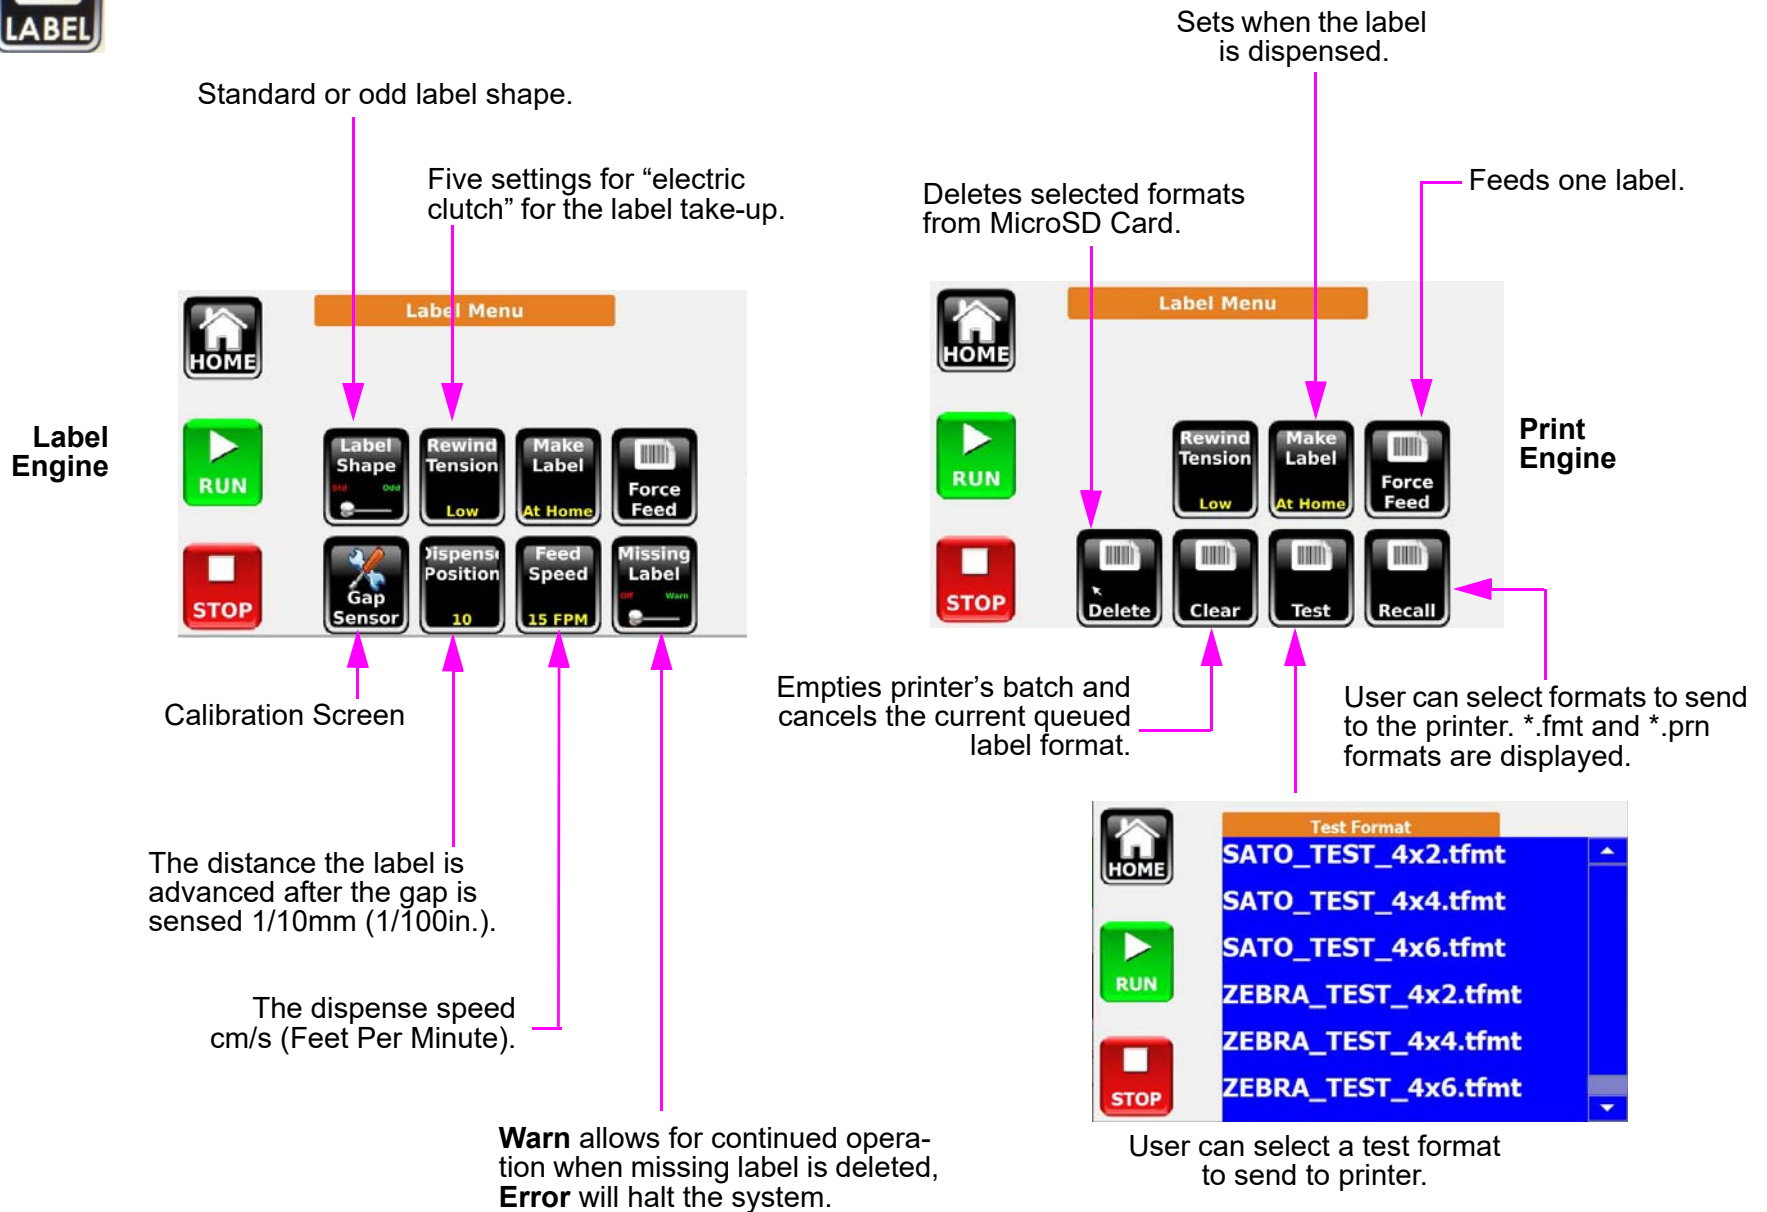 LABEL
Sets when the label
is dispensed.
Standard or odd label shape.
Five settings for “electric
clutch” for the label take-up.
Deletes selected formats
from MicroSD Card.
Feeds one label.
Label
Engine
HOME
Label Menu
RUN
STOP
Label
Shape
Std Odd
Rewind
Tension
Low
Make
Label
At Home
Force
Feed
Gap
Sensor
Dispense
Position
10
Feed
Speed
15 FPM
Missing
Label
Off Warn
HOME
Label Menu
RUN
STOP
Rewind
Tension
Low
Make
Label
At Home
Force
Feed
Delete
Clear
Test
Recall
Print
Engine
Calibration Screen
Empties printer’s batch and
cancels the current queued
label format.
User can select formats to send
to the printer. *.fmt and *.prn
formats are displayed.
The distance the label is
advanced after the gap is
sensed 1/10mm (1/100in.).
The dispense speed
cm/s (Feet Per Minute).
Warn allows for continued opera-
tion when missing label is deleted,
Error will halt the system.
HOME
RUN
STOP
Test Format
SATO_TEST_4x2.tfmt
SATO_TEST_4x4.tfmt
SATO_TEST_4x6.tfmt
ZEBRA_TEST_4x2.tfmt
ZEBRA_TEST_4x4.tfmt
ZEBRA_TEST_4x6.tfmt
User can select a test format
to send to printer.